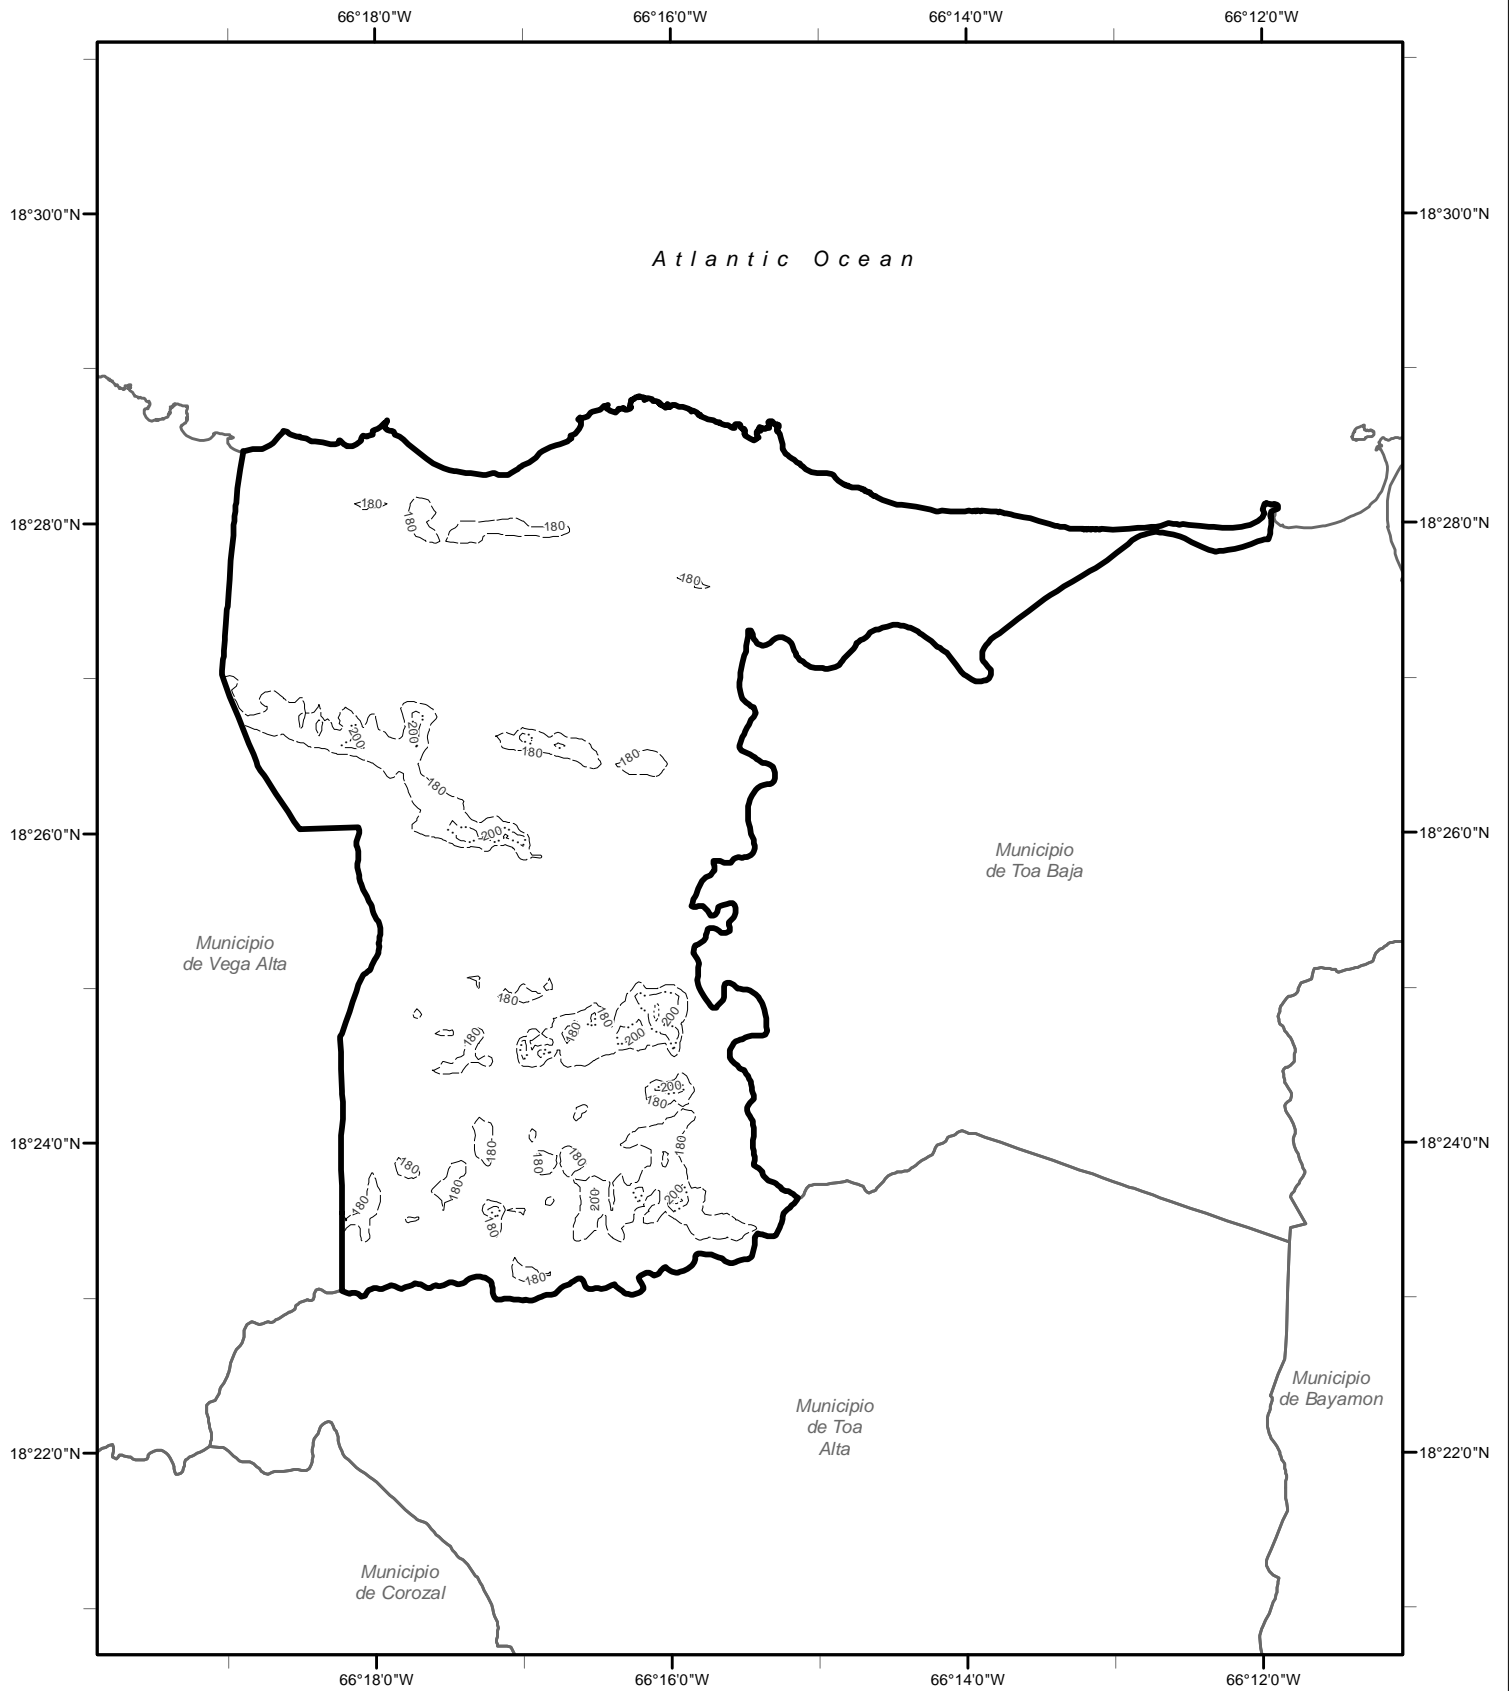 66°18'0"W 66°16'0"W 66°14'0"W 66°12'0"W
18°30'0"N 18°30'0"N
Atlantic Ocean
180 180 180
18°28'0"N 18°28'0"N
180
200 200 180 180
180
200
18°26'0"N 18°26'0"N
Municipio
de Toa Baja
Municipio
de Vega Alta
180
180 180 180 200 200
200
180
18°24'0"N 18°24'0"N
180 180 180 180 180
180 180 200 200
180
180
Municipio
de Bayamon
Municipio
de Toa
Alta
18°22'0"N 18°22'0"N
Municipio
de Corozal
66°18'0"W 66°16'0"W 66°14'0"W 66°12'0"W